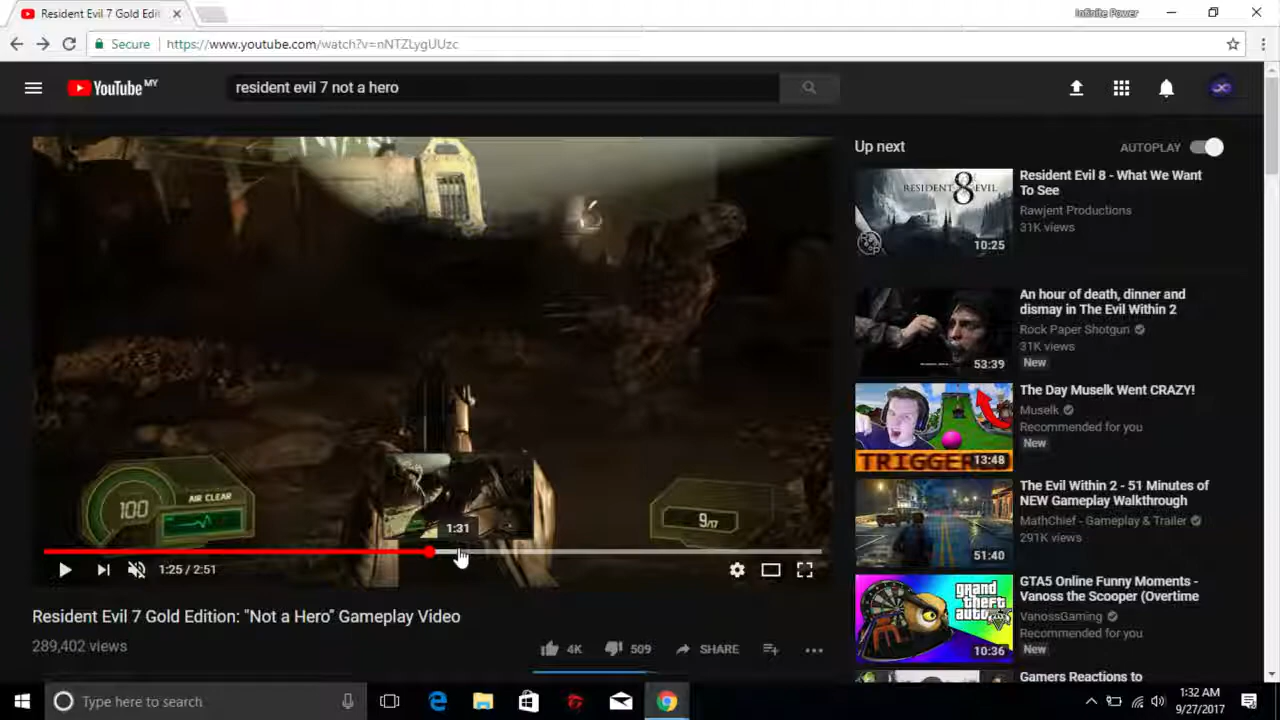 Resident Evil 7 Gold Edit
Infinite Power
Secure
https://www.youtube.com/watch?v=nNTZLygUUzc
YouTube MY
resident evil 7 not a hero
Up next
AUTOPLAY
RESIDENT EVIL
8
10:25
Resident Evil 8 - What We Want
To See
Rawjent Productions
31K views
53:39
An hour of death, dinner and
dismay in The Evil Within 2
Rock Paper Shotgun
31K views
New
TRIGGERED
13:48
The Day Muselk Went CRAZY!
Muselk
Recommended for you
New
51:40
The Evil Within 2 - 51 Minutes of
NEW Gameplay Walkthrough
MathChief - Gameplay & Trailer
291K views
grand
theft
auto
10:36
GTA5 Online Funny Moments -
Vanoss the Scooper (Overtime
VanossGaming
Recommended for you
New
Gamers Reactions to
100
AIR CLEAR
9/17
1:31
1:25 / 2:51
Resident Evil 7 Gold Edition: "Not a Hero" Gameplay Video
289,402 views
4K
509
SHARE
Type here to search
1:32 AM
9/27/2017